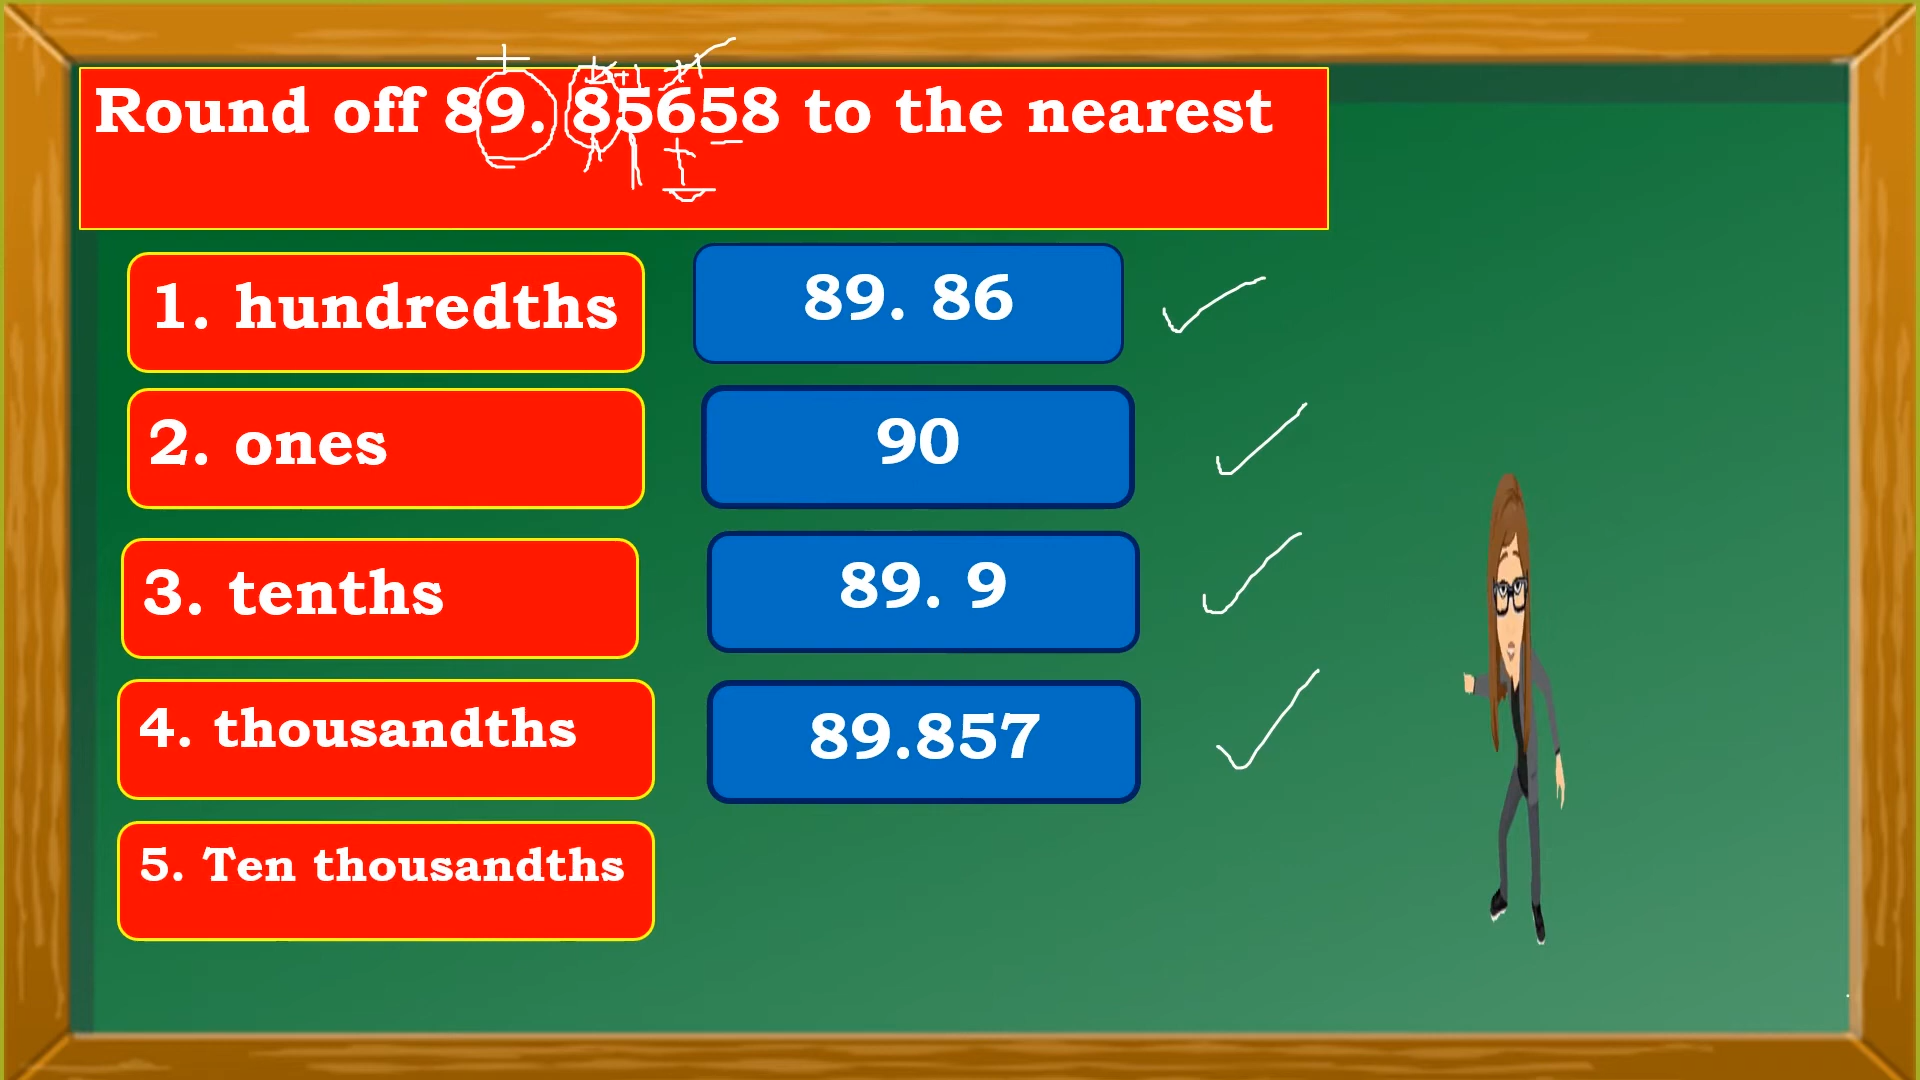 Round off 89. 85658 to the nearest
1. hundredths
89. 86
2. ones
90
3. tenths
89. 9
4. thousandths
89.857
5. Ten thousandths